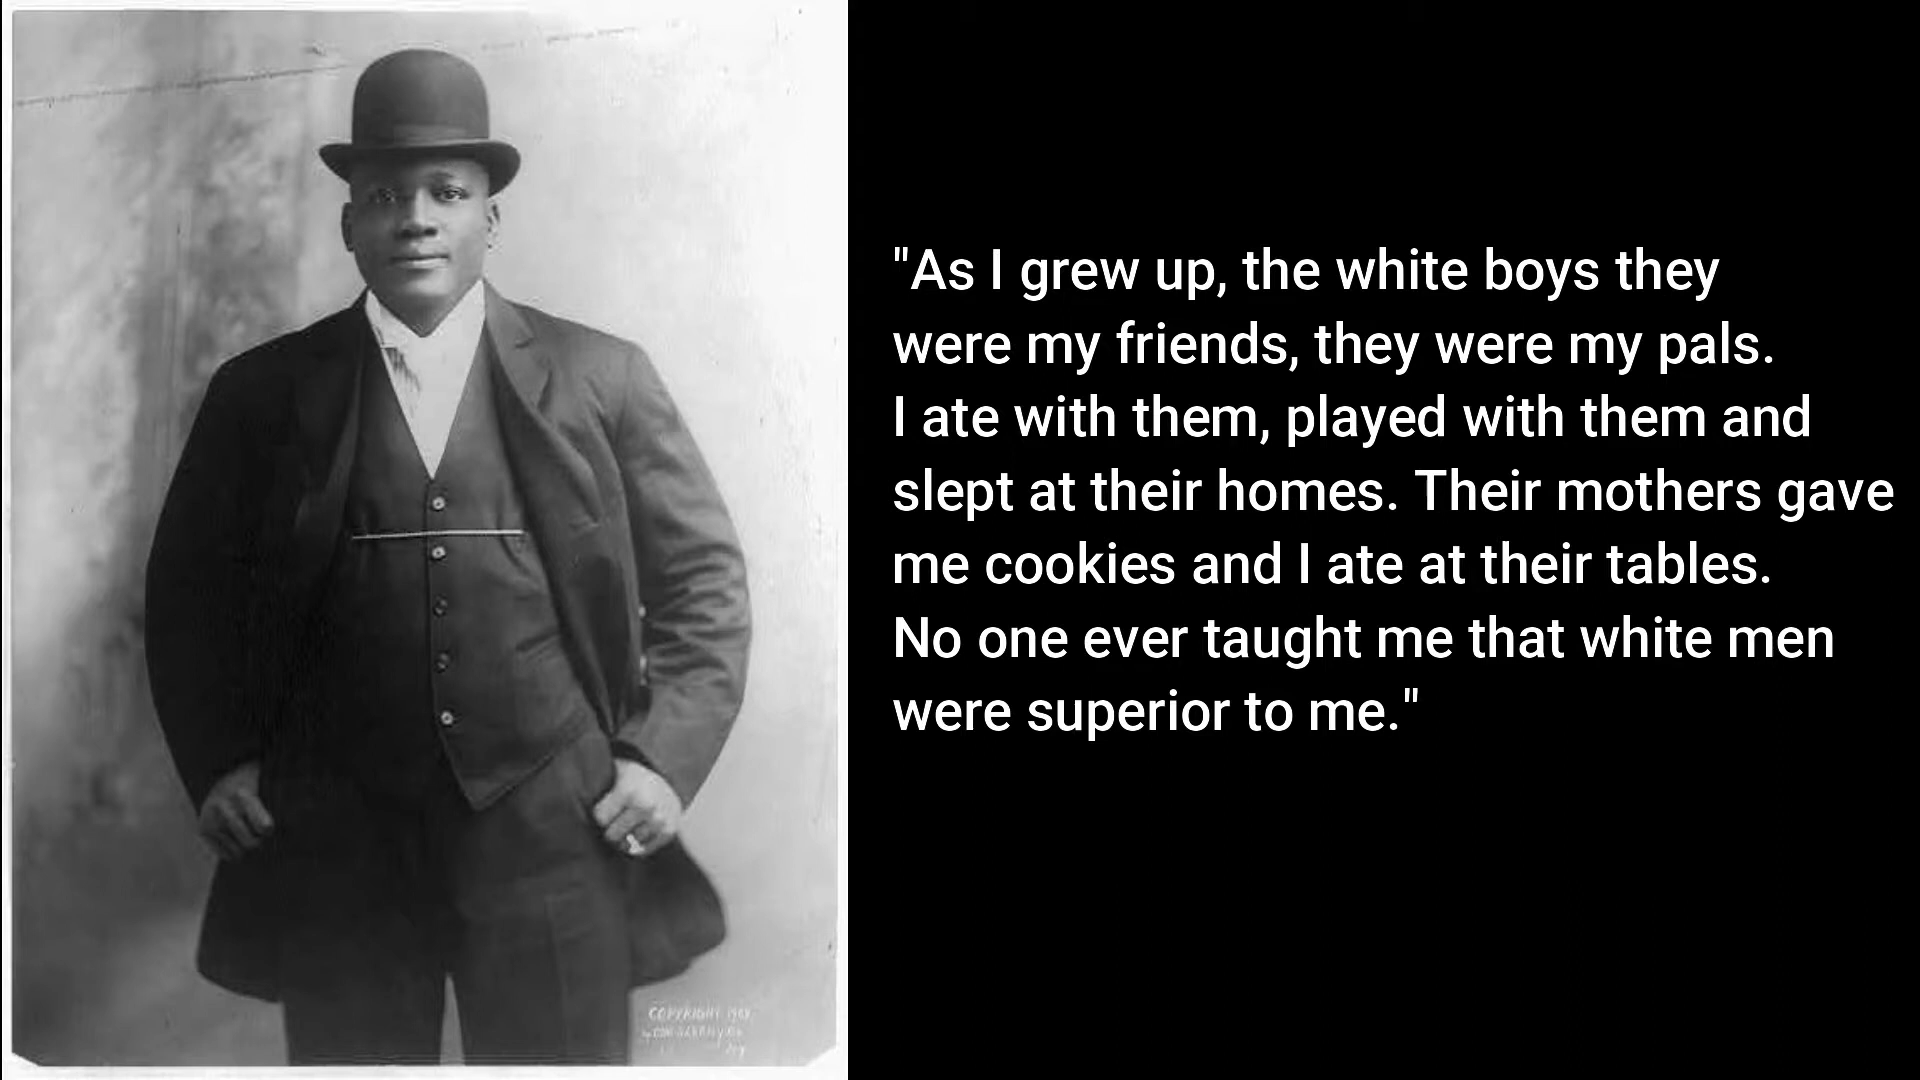 "As I grew up, the white boys they
were my friends, they were my pals.
I ate with them, played with them and
slept at their homes. Their mothers gave
me cookies and I ate at their tables.
No one ever taught me that white men
were superior to me."
COPYRIGHT